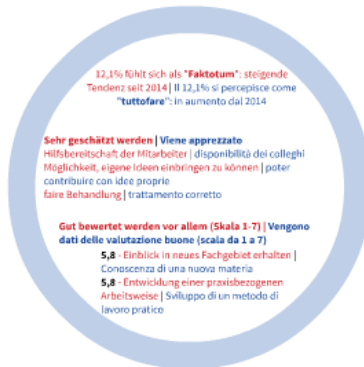 12,1% fühlt sich als "Faktotum": steigende
Tendenz seit 2014 | Il 12,1% si percepisce come
"tuttofare": in aumento dal 2014
Sehr geschätzt werden | Viene apprezzato
Hilfsbereitschaft der Mitarbeiter | disponibilità dei colleghi
Möglichkeit, eigene Ideen einbringen zu können | poter
contribuire con idee proprie
faire Behandlung | trattamento corretto
Gut bewertet werden vor allem (Skala 1-7) | Vengono
dati delle valutazione buone (scala da 1 a 7)
5,8 - Einblick in neues Fachgebiet erhalten |
Conoscenza di una nuova materia
5,8 - Entwicklung einer praxisbezogenen
Arbeitsweise | Sviluppo di un metodo di
lavoro pratico